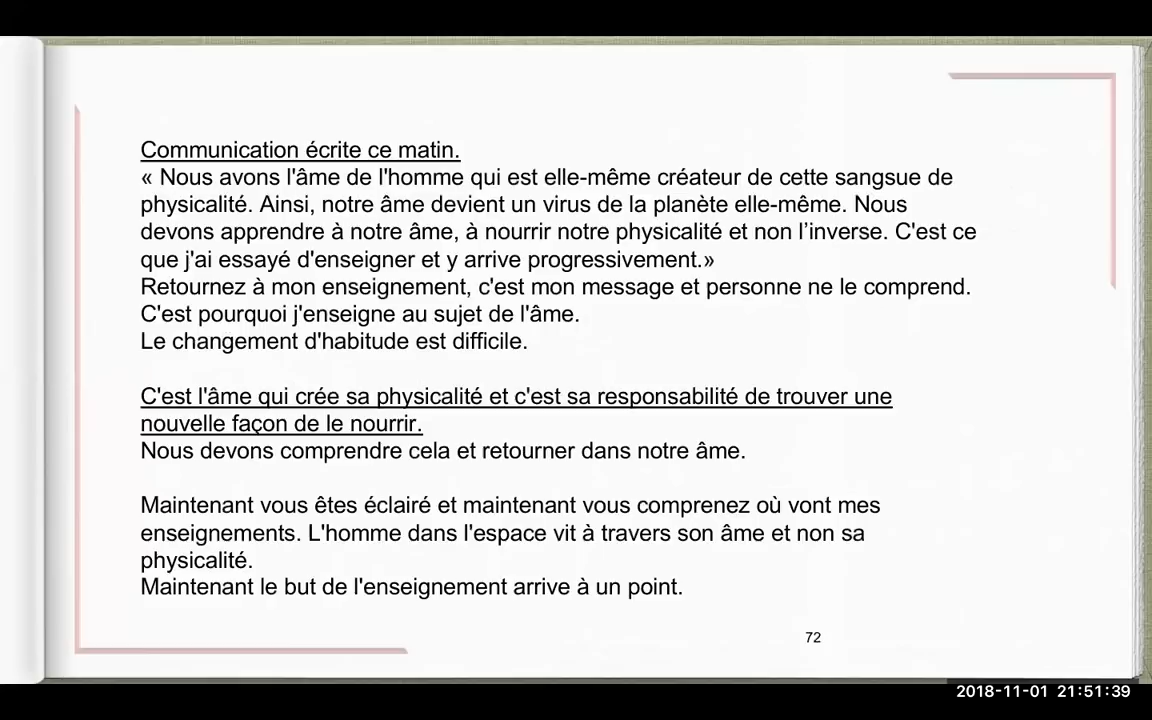 Communication écrite ce matin.
« Nous avons l'âme de l'homme qui est elle-même créateur de cette sangsue de
physicalité. Ainsi, notre âme devient un virus de la planète elle-même. Nous
devons apprendre à notre âme, à nourrir notre physicalité et non l’inverse. C'est ce
que j'ai essayé d'enseigner et y arrive progressivement.»
Retournez à mon enseignement, c'est mon message et personne ne le comprend.
C'est pourquoi j'enseigne au sujet de l'âme.
Le changement d'habitude est difficile.
C'est l'âme qui crée sa physicalité et c'est sa responsabilité de trouver une
nouvelle façon de le nourrir.
Nous devons comprendre cela et retourner dans notre âme.
Maintenant vous êtes éclairé et maintenant vous comprenez où vont mes
enseignements. L'homme dans l'espace vit à travers son âme et non sa
physicalité.
Maintenant le but de l'enseignement arrive à un point.
72
2018-11-01 21:51:39